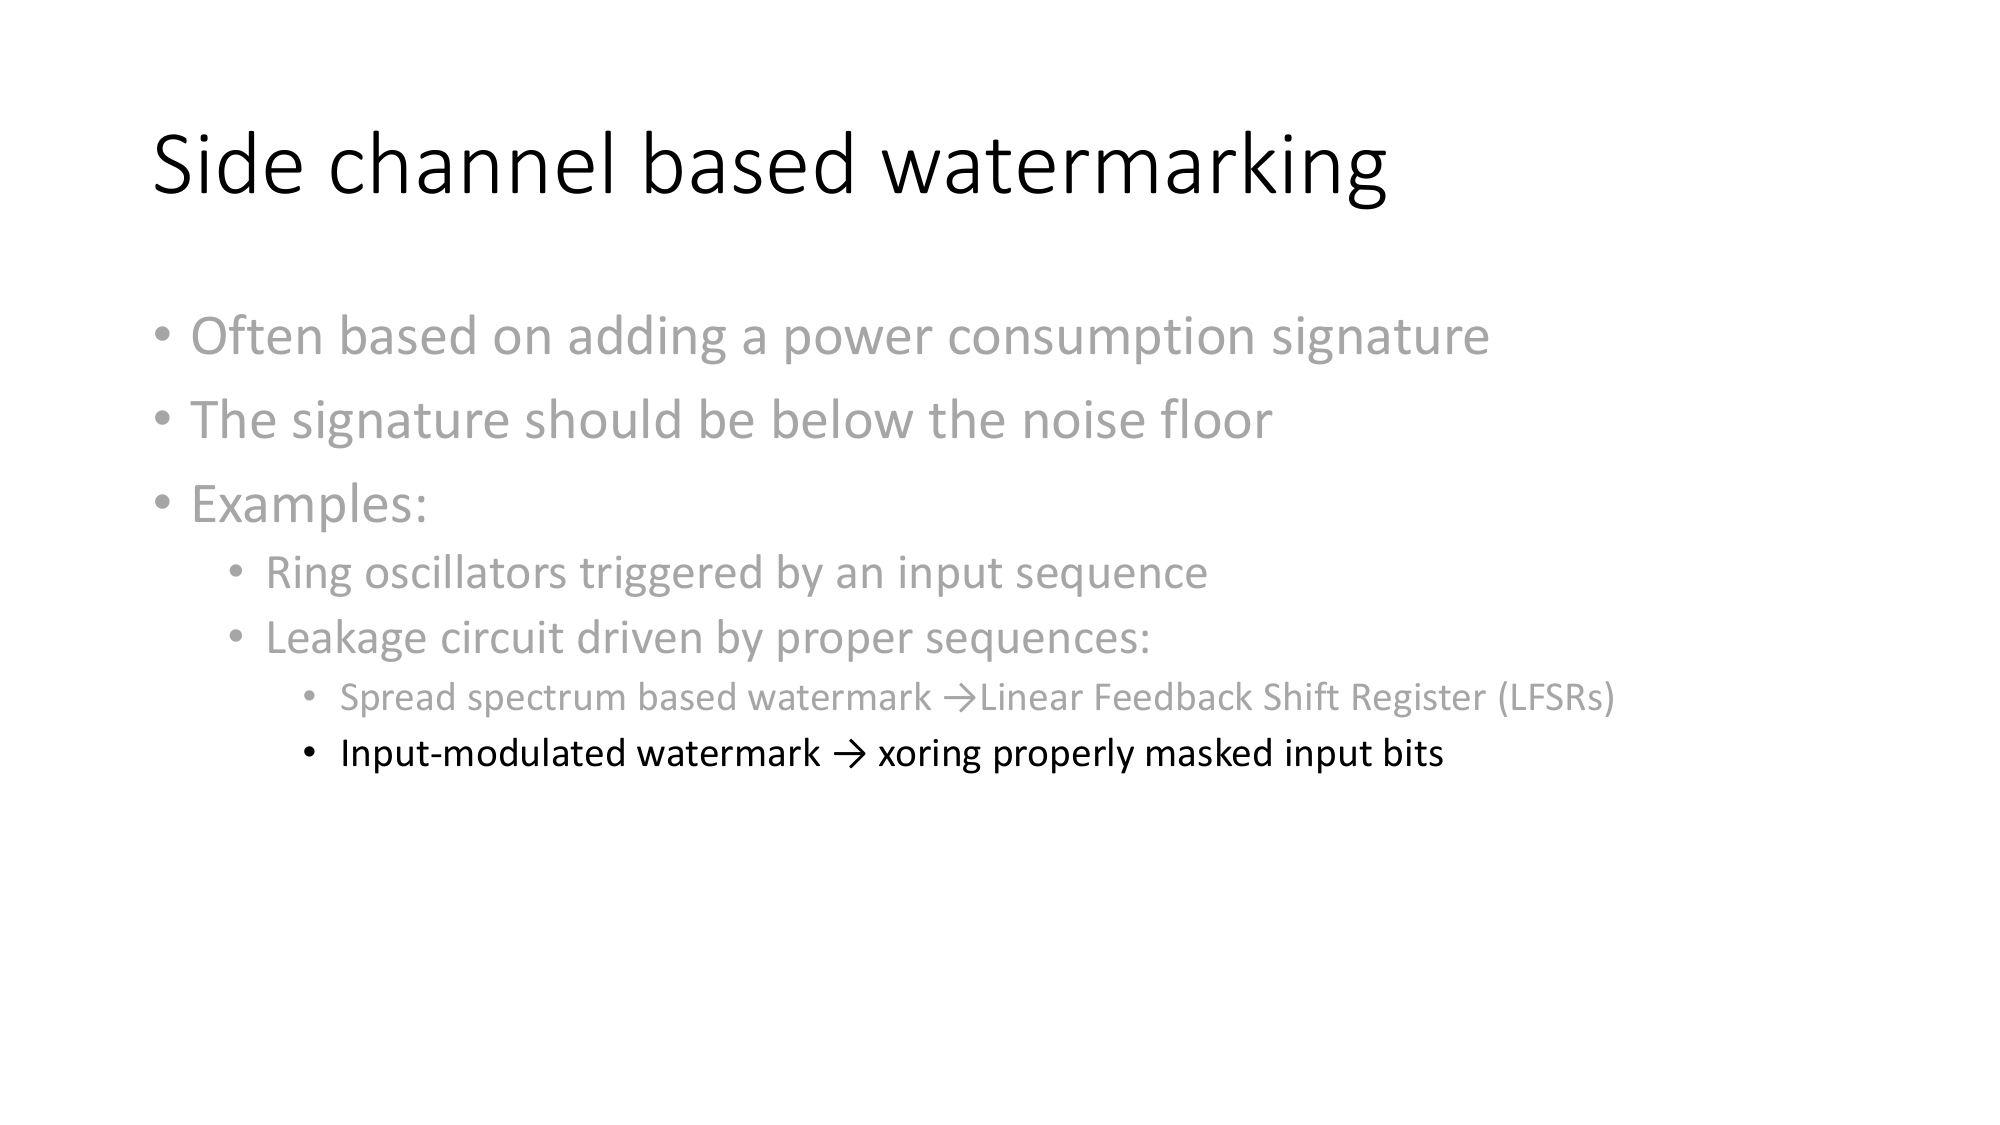 Side channel based watermarking
• Often based on adding a power consumption signature
• The signature should be below the noise floor
• Examples:
• Ring oscillators triggered by an input sequence
• Leakage circuit driven by proper sequences:
• Spread spectrum based watermark →Linear Feedback Shift Register (LFSRs)
• Input-modulated watermark → xoring properly masked input bits